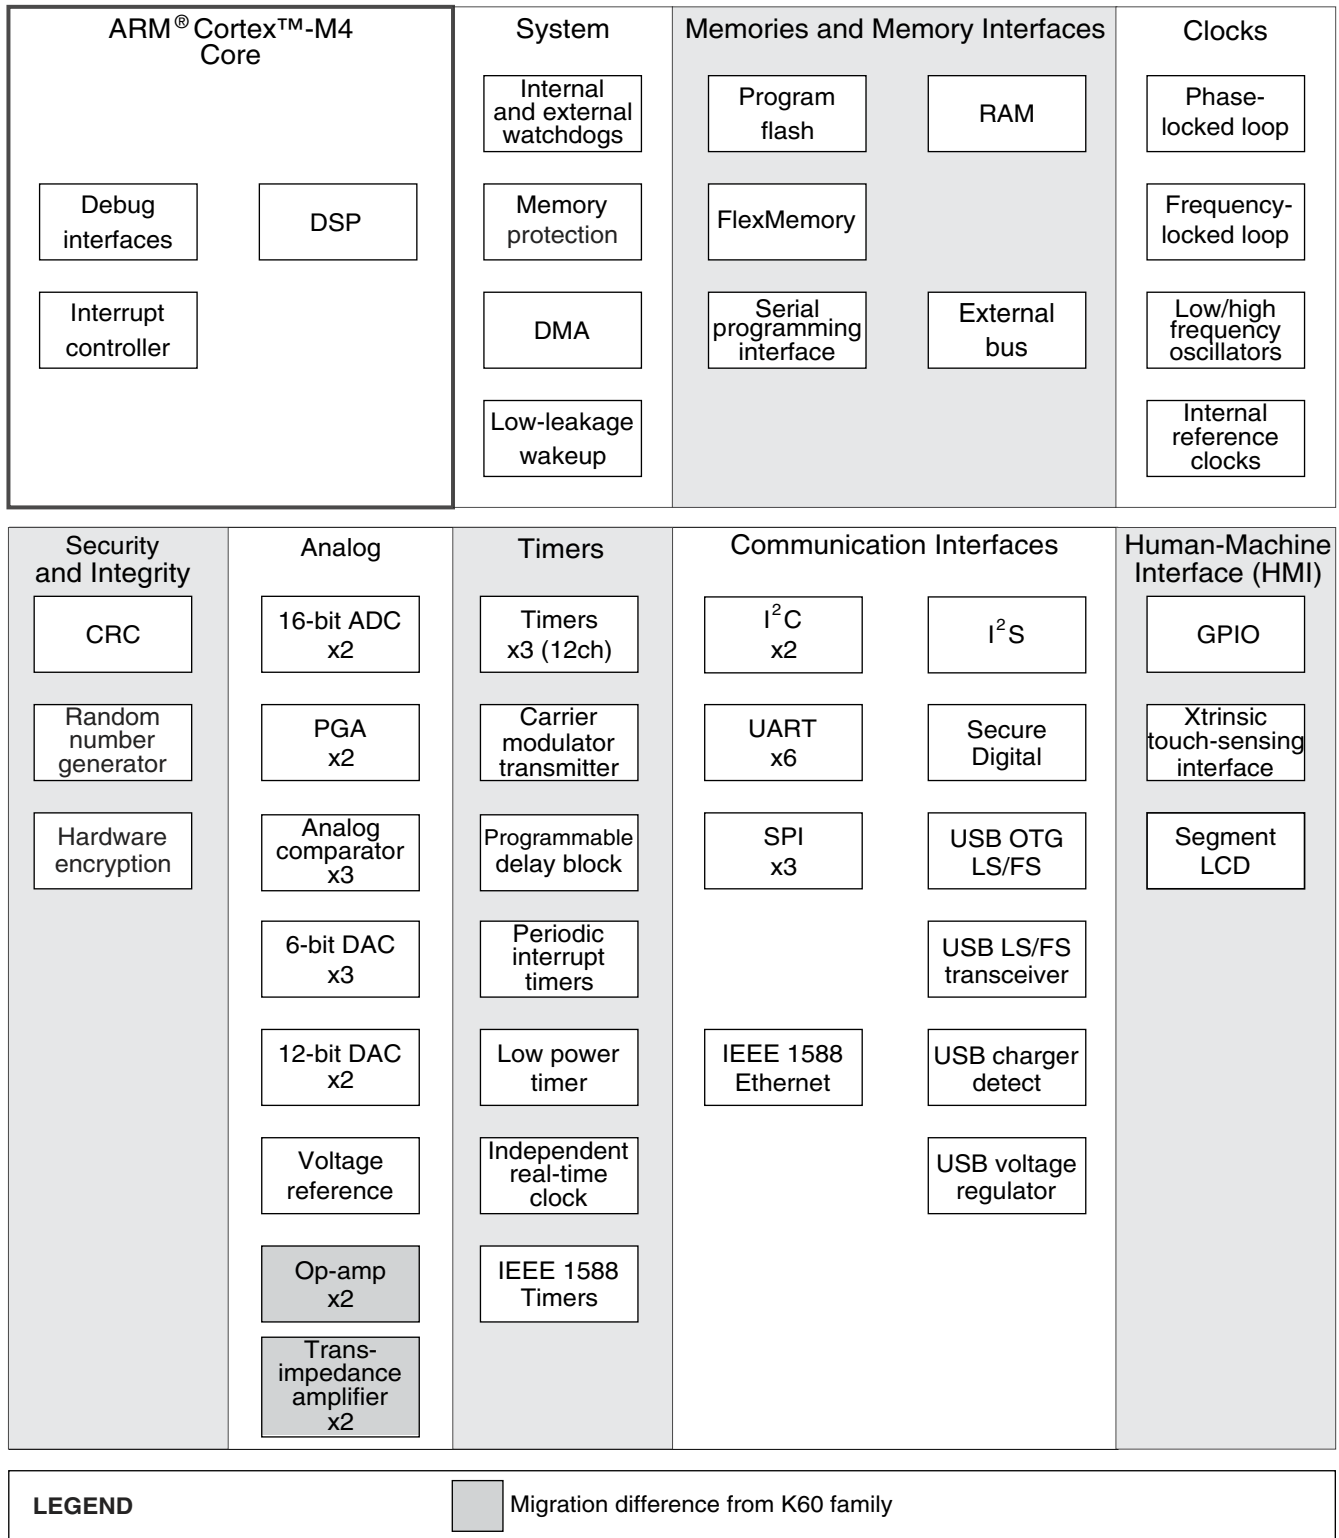 ARM® Cortex™-M4
Core
Debug
interfaces
DSP
Interrupt
controller
System
Internal
and external
watchdogs
Memory
protection
DMA
Low-leakage
wakeup
Memories and Memory Interfaces
Program
flash
RAM
FlexMemory
Serial
programming
interface
External
bus
Clocks
Phase-
locked loop
Frequency-
locked loop
Low/high
frequency
oscillators
Internal
reference
clocks
Security
and Integrity
CRC
Random
number
generator
Hardware
encryption
Analog
16-bit ADC
x2
PGA
x2
Analog
comparator
x3
6-bit DAC
x3
12-bit DAC
x2
Voltage
reference
Op-amp
x2
Trans-
impedance
amplifier
x2
Timers
Timers
x3 (12ch)
Carrier
modulator
transmitter
Programmable
delay block
Periodic
interrupt
timers
Low power
timer
Independent
real-time
clock
IEEE 1588
Timers
Communication Interfaces
I²C
x2
I²S
UART
x6
Secure
Digital
SPI
x3
USB OTG
LS/FS
USB LS/FS
transceiver
IEEE 1588
Ethernet
USB charger
detect
USB voltage
regulator
Human-Machine
Interface (HMI)
GPIO
Xtrinsic
touch-sensing
interface
Segment
LCD
LEGEND
Migration difference from K60 family